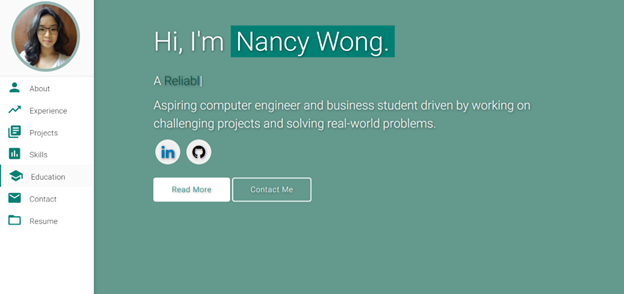 Hi, I'm Nancy Wong.
A Reliabl
Aspiring computer engineer and business student driven by working on
challenging projects and solving real-world problems.
in
Read More Contact Me
About
Experience
Projects
Skills
Education
Contact
Resume